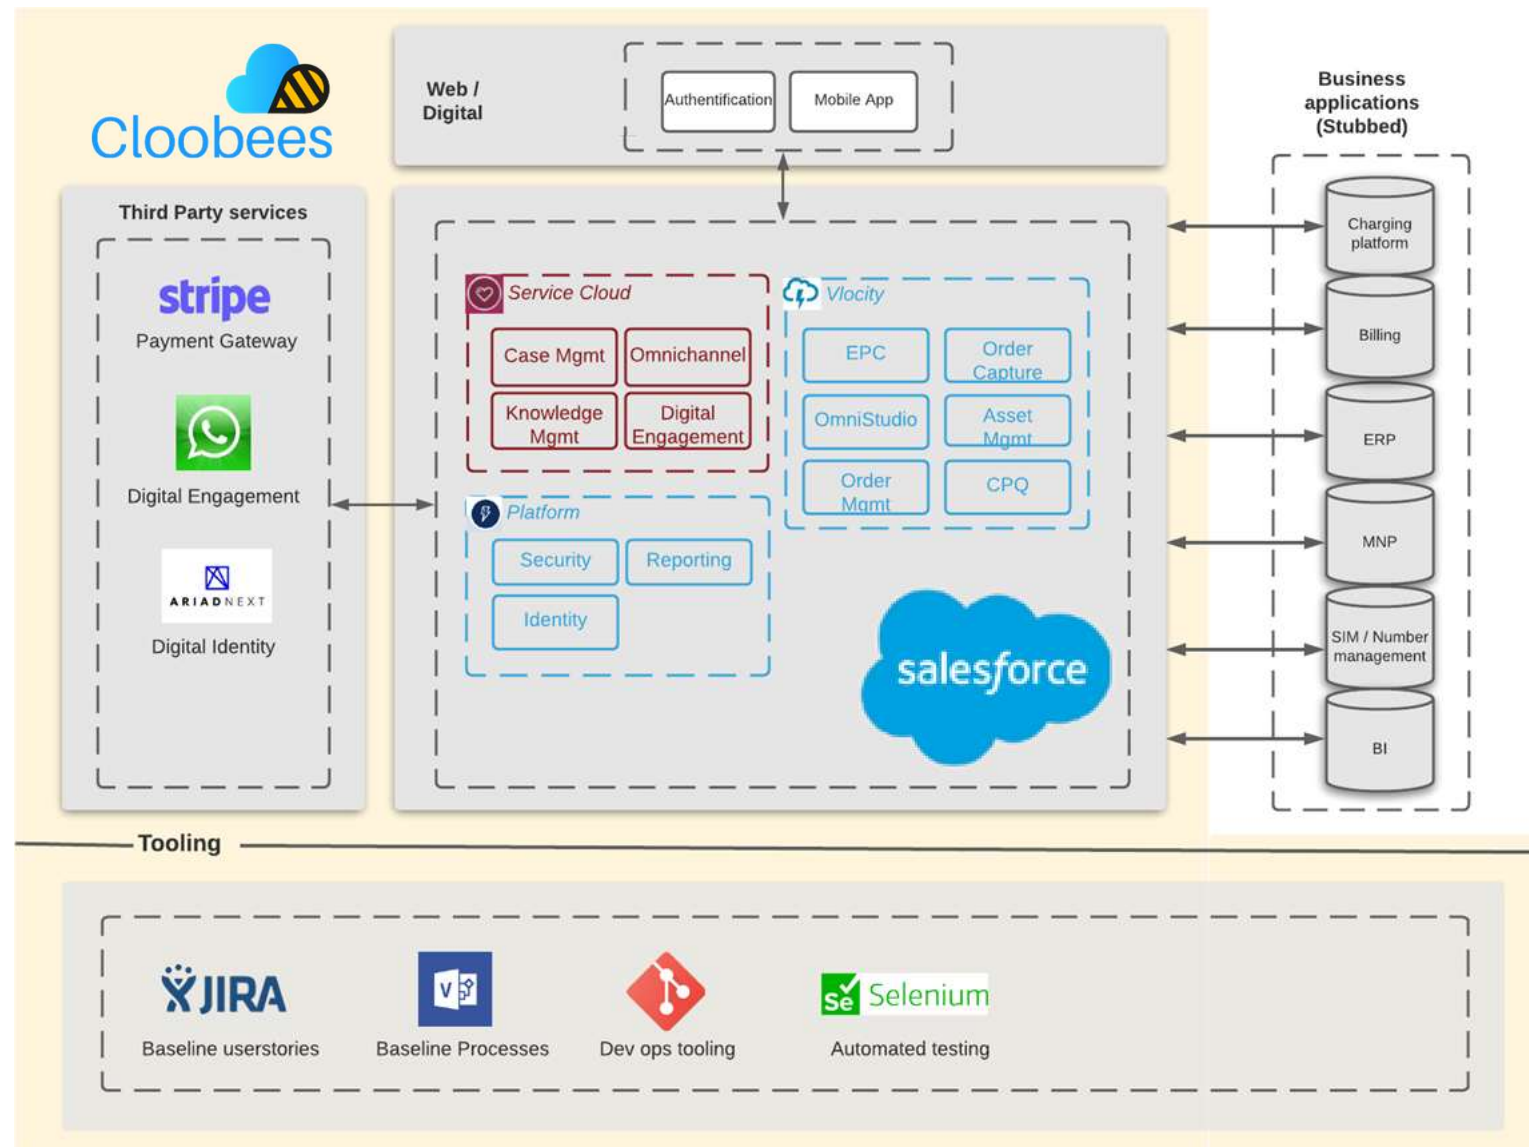 Cloobees
Web /
Digital
Authentification
Mobile App
Business
applications
(Stubbed)
Third Party services
stripe
Payment Gateway
Digital Engagement
ARIADNEXT
Digital Identity
Service Cloud
Case Mgmt
Omnichannel
Knowledge
Mgmt
Digital
Engagement
Vlocity
EPC
Order
Capture
OmniStudio
Asset
Mgmt
Order
Mgmt
CPQ
Platform
Security
Reporting
Identity
salesforce
Charging
platform
Billing
ERP
MNP
SIM / Number
management
BI
Tooling
JIRA
Baseline userstories
V
Baseline Processes
Dev ops tooling
Se Selenium
Automated testing